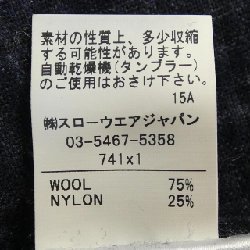 素材の性質上、多少収縮
する可能性があります。
自動乾燥機(タンブラー)
のご使用はおさけ下さい。
15A
㈱スローウエアジャパン
03-5467-5358
741x1
WOOL 75%
NYLON 25%